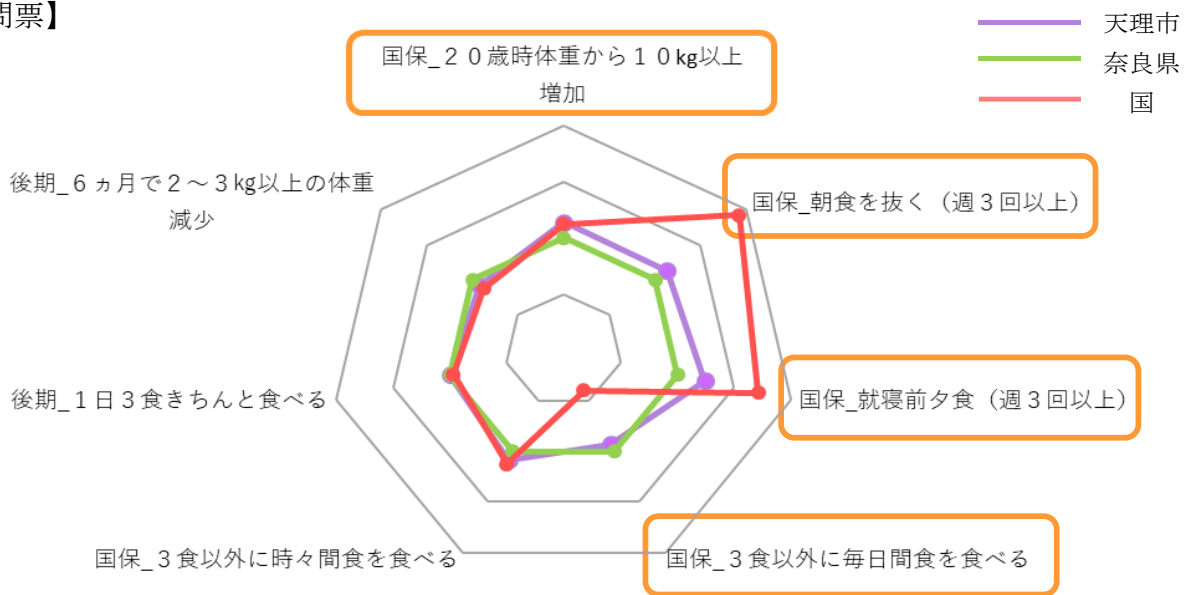 問票】
天理市
奈良県
国
国保_２０歳時体重から１０kg以上
増加
国保_朝食を抜く（週３回以上）
国保_就寝前夕食（週３回以上）
国保_３食以外に毎日間食を食べる
国保_３食以外に時々間食を食べる
後期_１日３食きちんと食べる
後期_６ヵ月で２～３kg以上の体重
減少